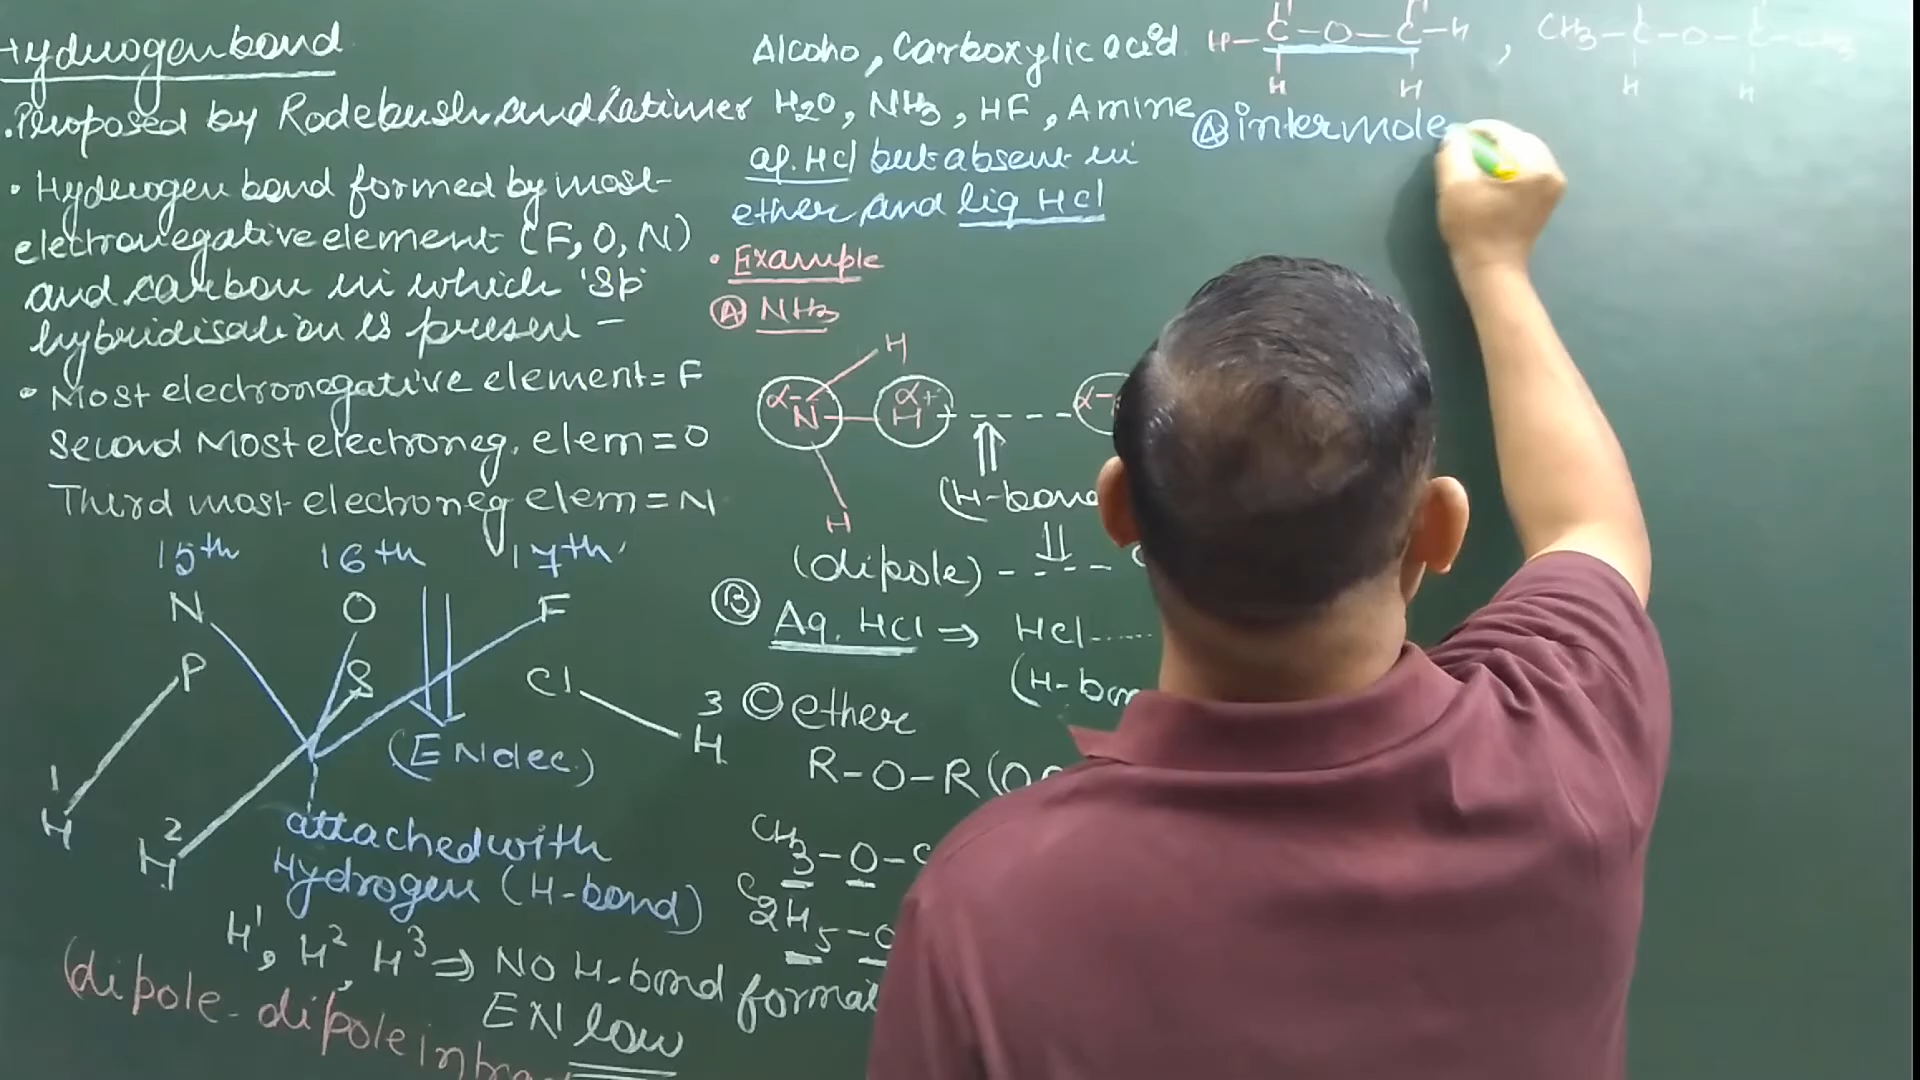 Hydrogen bond
.Proposed by Rodebush and Latimer
• Hydrogen bond formed by most
electronegative element (F, O, N)
and carbon in which 'sp'
hybridisation is present -
• Most electronegative element = F
Second Most electroneg. elem = O
Third most electroneg elem = N
15th 16th 17th
N O F
P S Cl
(EN dec.)
1
H
2
H
3
H
attached with
Hydrogen (H-bond)
H1, H2, H3 ⇒ NO H-bond
EN low
(dipole-dipole
Alcoho, Carboxylic acid
H2O, NH3, HF, Amine
aq. HCl but absent in
ether and liq HCl
• Example
Ⓐ NH3
H
α- α+ α-
N - H - - - -
H
(H-bond
(dipole) - - - -
Ⓑ Aq. HCl ⇒ HCl......
(H-bon
Ⓒ ether
R-O-R (
CH3-O-C
C2H5-O
H-C-O-C-H , CH3-C-O-C-
H H H H
Ⓐ intermole